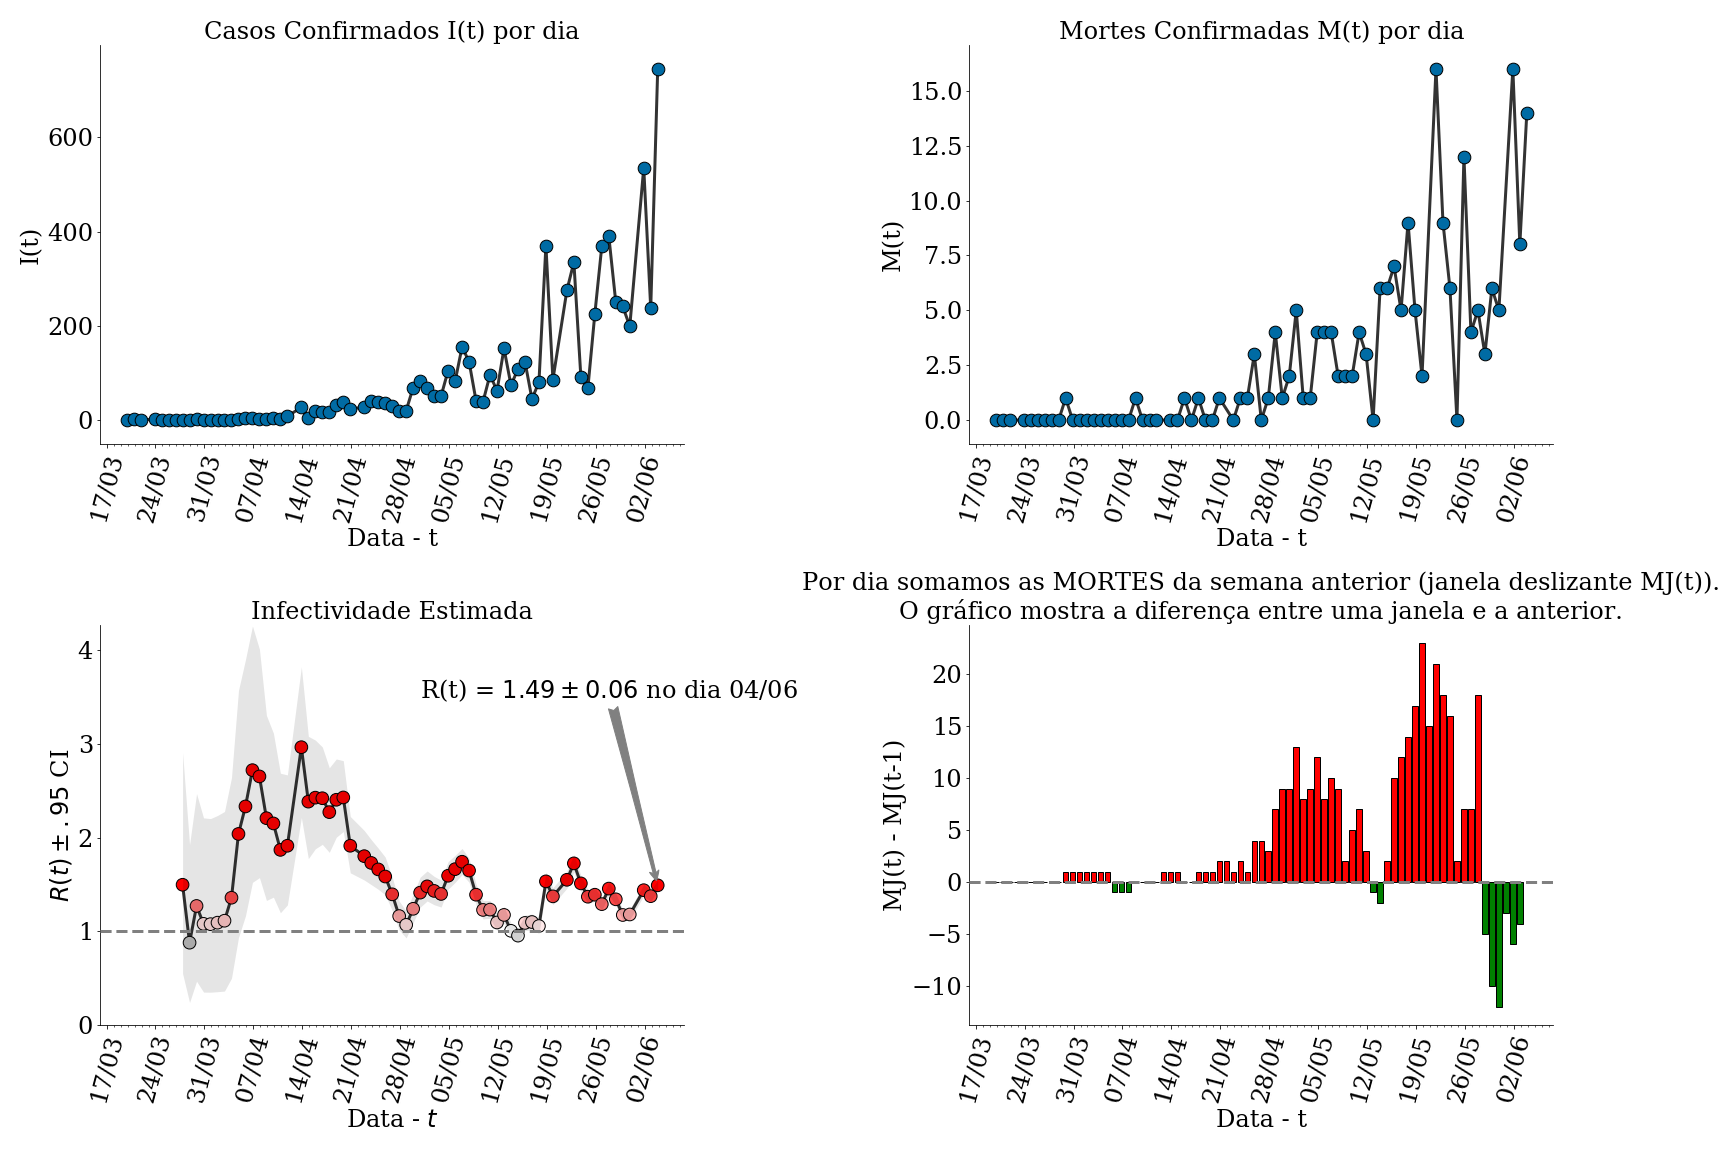 Casos Confirmados I(t) por dia
I(t)
600
400
200
0
17/03 24/03 31/03 07/04 14/04 21/04 28/04 05/05 12/05 19/05 26/05 02/06
Data - t
Mortes Confirmadas M(t) por dia
M(t)
15.0
12.5
10.0
7.5
5.0
2.5
0.0
17/03 24/03 31/03 07/04 14/04 21/04 28/04 05/05 12/05 19/05 26/05 02/06
Data - t
Infectividade Estimada
R(t) ± .95 CI
4
3
2
1
0
R(t) = 1.49 ± 0.06 no dia 04/06
17/03 24/03 31/03 07/04 14/04 21/04 28/04 05/05 12/05 19/05 26/05 02/06
Data - t
Por dia somamos as MORTES da semana anterior (janela deslizante MJ(t)).
O gráfico mostra a diferença entre uma janela e a anterior.
MJ(t) - MJ(t-1)
20
15
10
5
0
−5
−10
17/03 24/03 31/03 07/04 14/04 21/04 28/04 05/05 12/05 19/05 26/05 02/06
Data - t